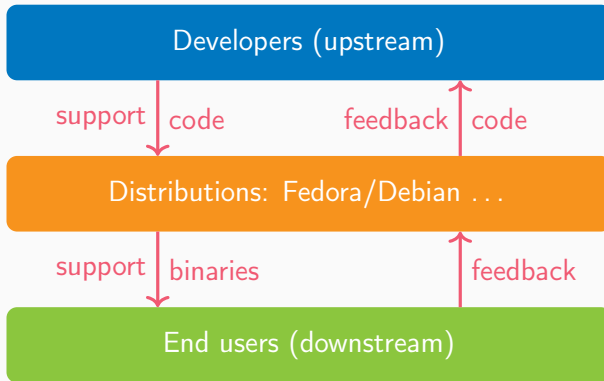 Developers (upstream)
support code feedback code
Distributions: Fedora/Debian ...
support binaries feedback
End users (downstream)